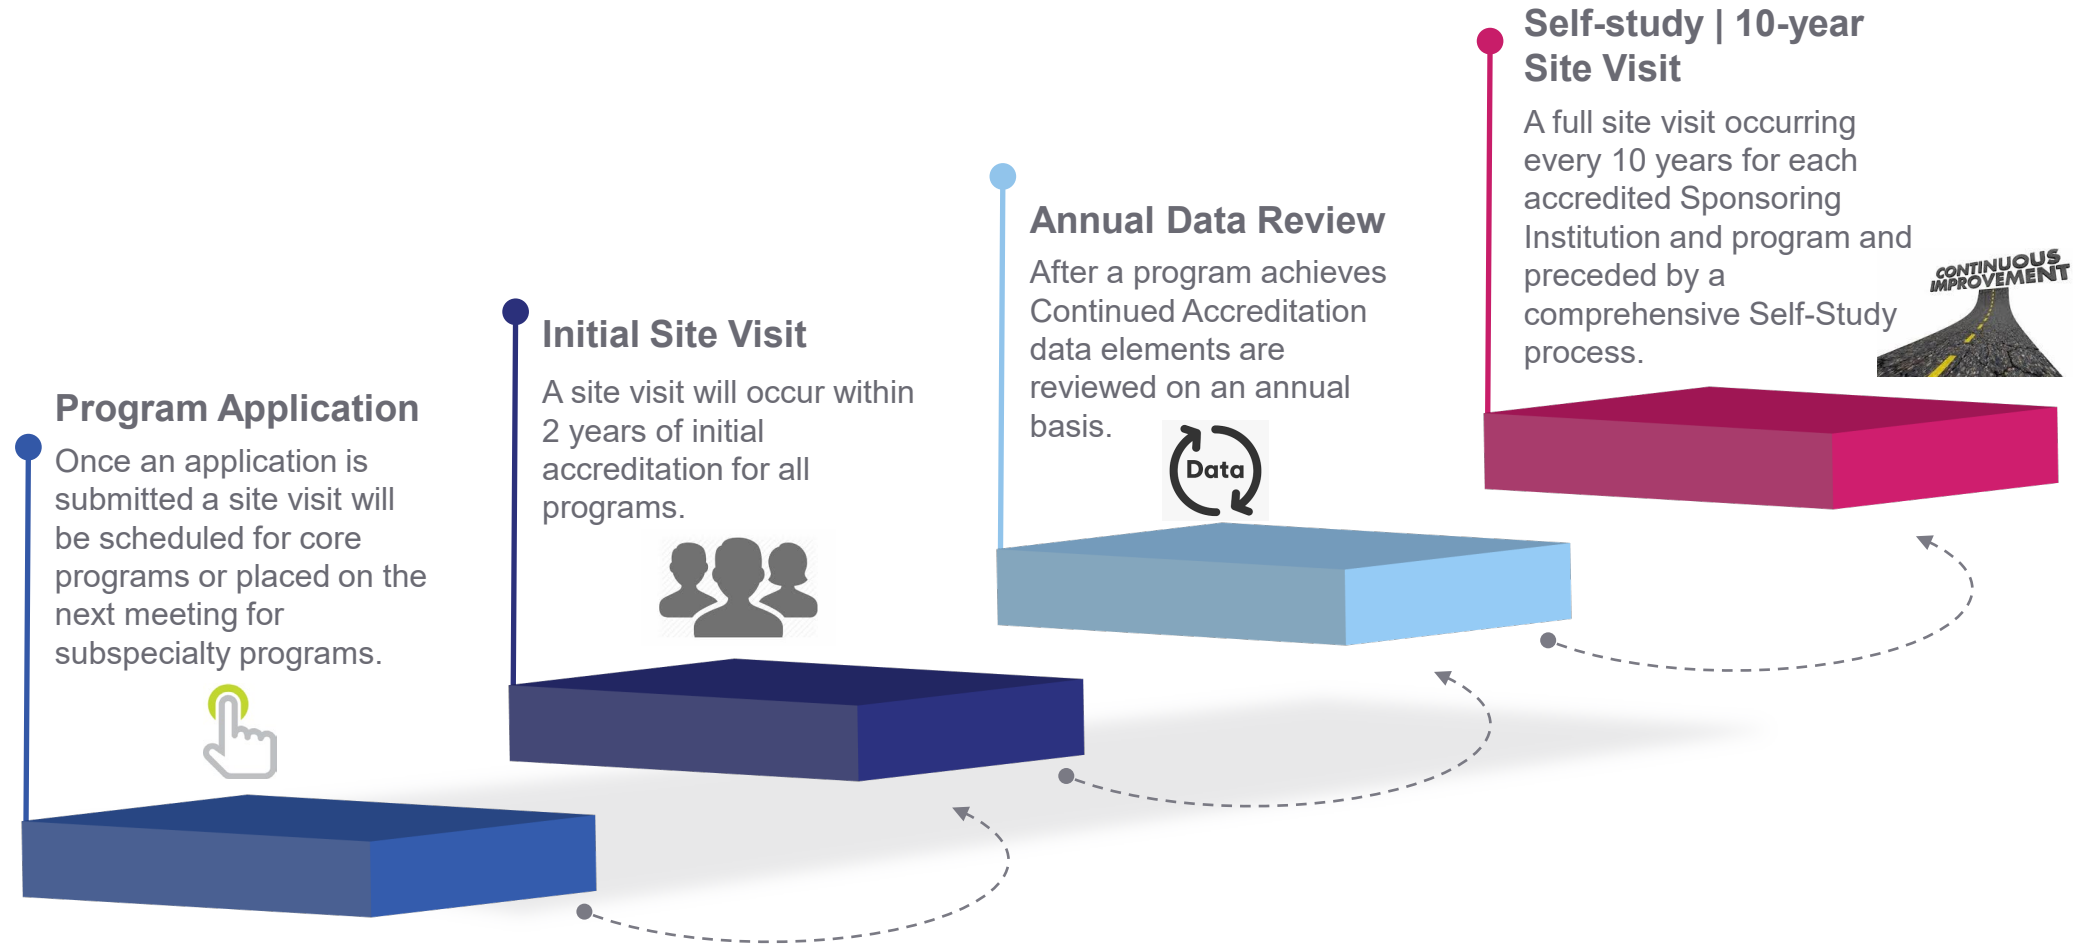 Program Application
Once an application is
submitted a site visit will
be scheduled for core
programs or placed on the
next meeting for
subspecialty programs.
Initial Site Visit
A site visit will occur within
2 years of initial
accreditation for all
programs.
Annual Data Review
After a program achieves
Continued Accreditation
data elements are
reviewed on an annual
basis.
Data
Self-study | 10-year
Site Visit
A full site visit occurring
every 10 years for each
accredited Sponsoring
Institution and program and
preceded by a
comprehensive Self-Study
process.
CONTINUOUS
IMPROVEMENT